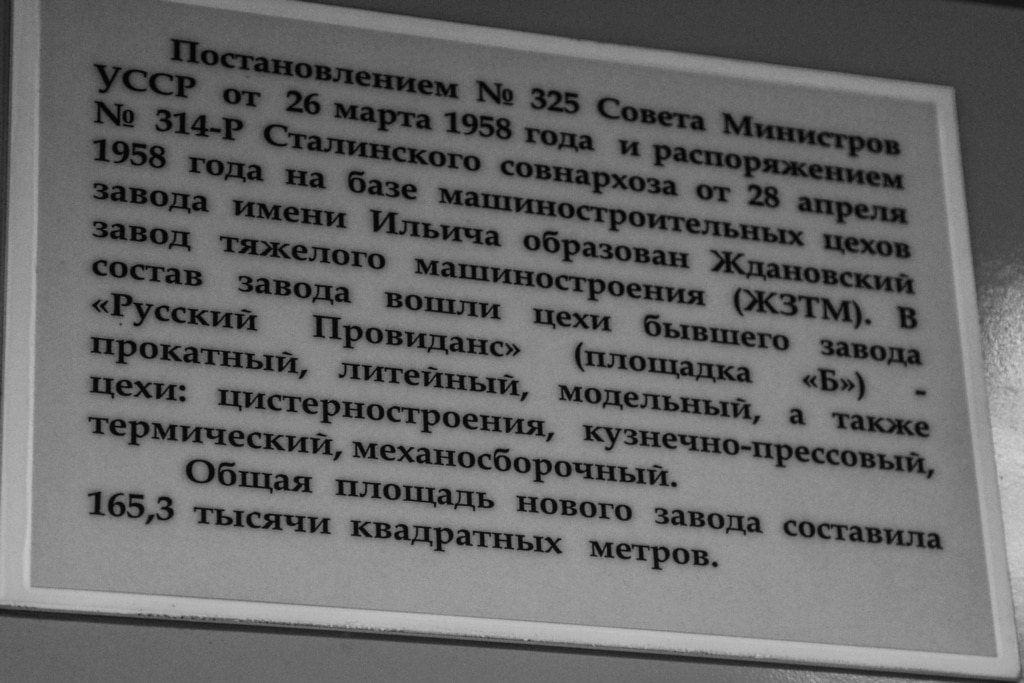 Постановлением № 325 Совета Министров
УССР от 26 марта 1958 года и распоряжением
№ 314-Р Сталинского совнархоза от 28 апреля
1958 года на базе машиностроительных цехов
завода имени Ильича образован Ждановский
завод тяжелого машиностроения (ЖЗТМ). В
состав завода вошли цехи бывшего завода
«Русский Провиданс» (площадка «Б») -
прокатный, литейный, модельный, а также
цехи: цистерностроения, кузнечно-прессовый,
термический, механосборочный.
Общая площадь нового завода составила
165,3 тысячи квадратных метров.